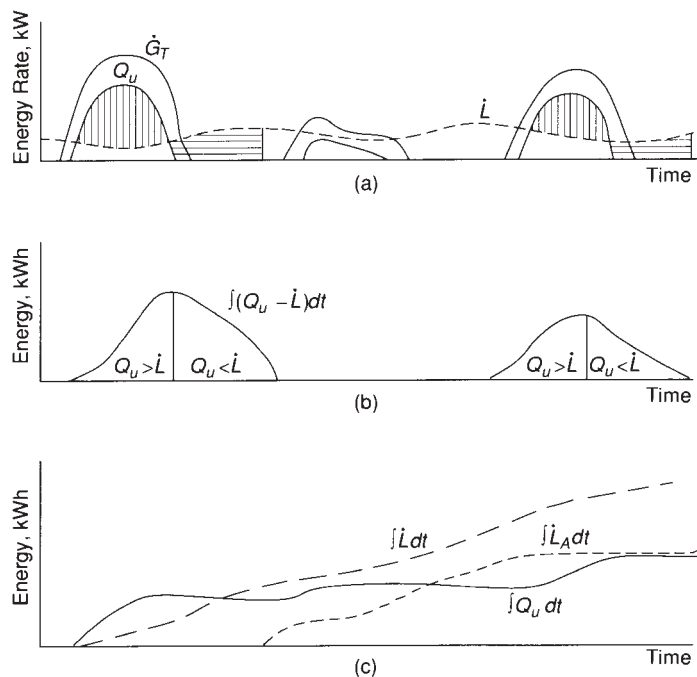 Energy Rate, kW
Ġ_T
Q_u
L̇
Time
(a)
Energy, kWh
∫(Q_u − L̇)dt
Q_u > L̇
Q_u < L̇
Q_u > L̇
Q_u < L̇
Time
(b)
Energy, kWh
∫L̇dt
∫L̇_A dt
∫Q_u dt
Time
(c)